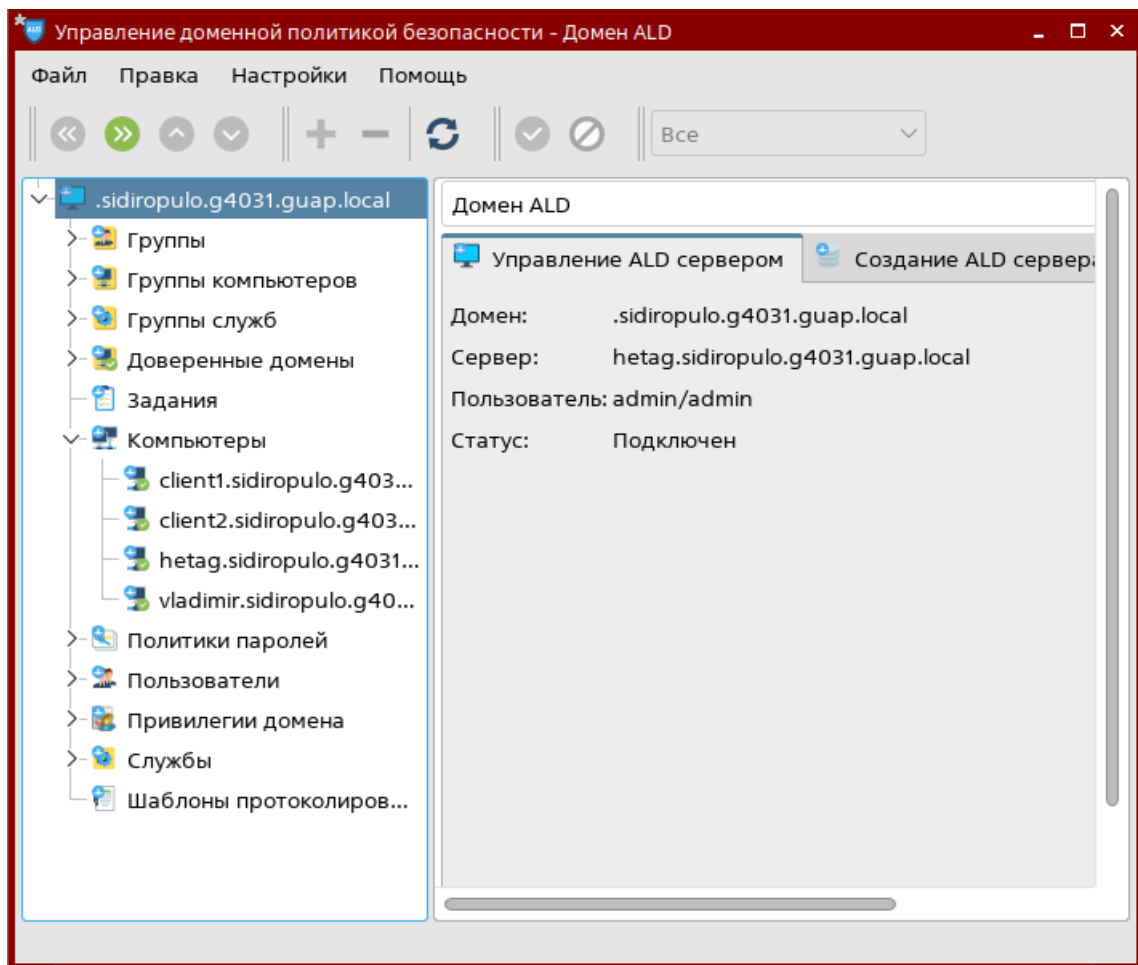 Управление доменной политикой безопасности - Домен ALD
Файл Правка Настройки Помощь
Все
.sidiropulo.g4031.guap.local
Группы
Группы компьютеров
Группы служб
Доверенные домены
Задания
Компьютеры
client1.sidiropulo.g403...
client2.sidiropulo.g403...
hetag.sidiropulo.g4031...
vladimir.sidiropulo.g40...
Политики паролей
Пользователи
Привилегии домена
Службы
Шаблоны протоколиров...
Домен ALD
Управление ALD сервером Создание ALD сервера
Домен: .sidiropulo.g4031.guap.local
Сервер: hetag.sidiropulo.g4031.guap.local
Пользователь: admin/admin
Статус: Подключен